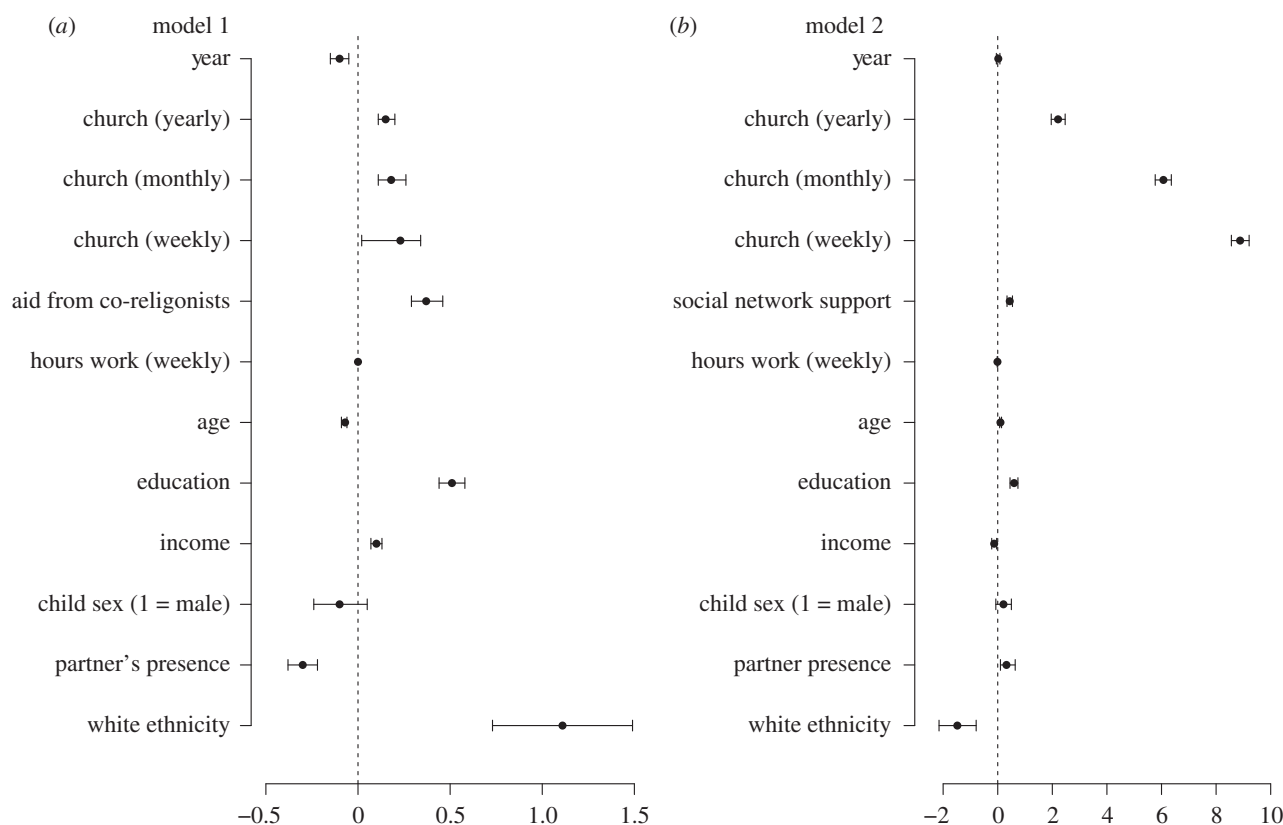 (a) model 1
year
church (yearly)
church (monthly)
church (weekly)
aid from co-religonists
hours work (weekly)
age
education
income
child sex (1 = male)
partner’s presence
white ethnicity
−0.5 0 0.5 1.0 1.5
(b) model 2
year
church (yearly)
church (monthly)
church (weekly)
social network support
hours work (weekly)
age
education
income
child sex (1 = male)
partner presence
white ethnicity
−2 0 2 4 6 8 10